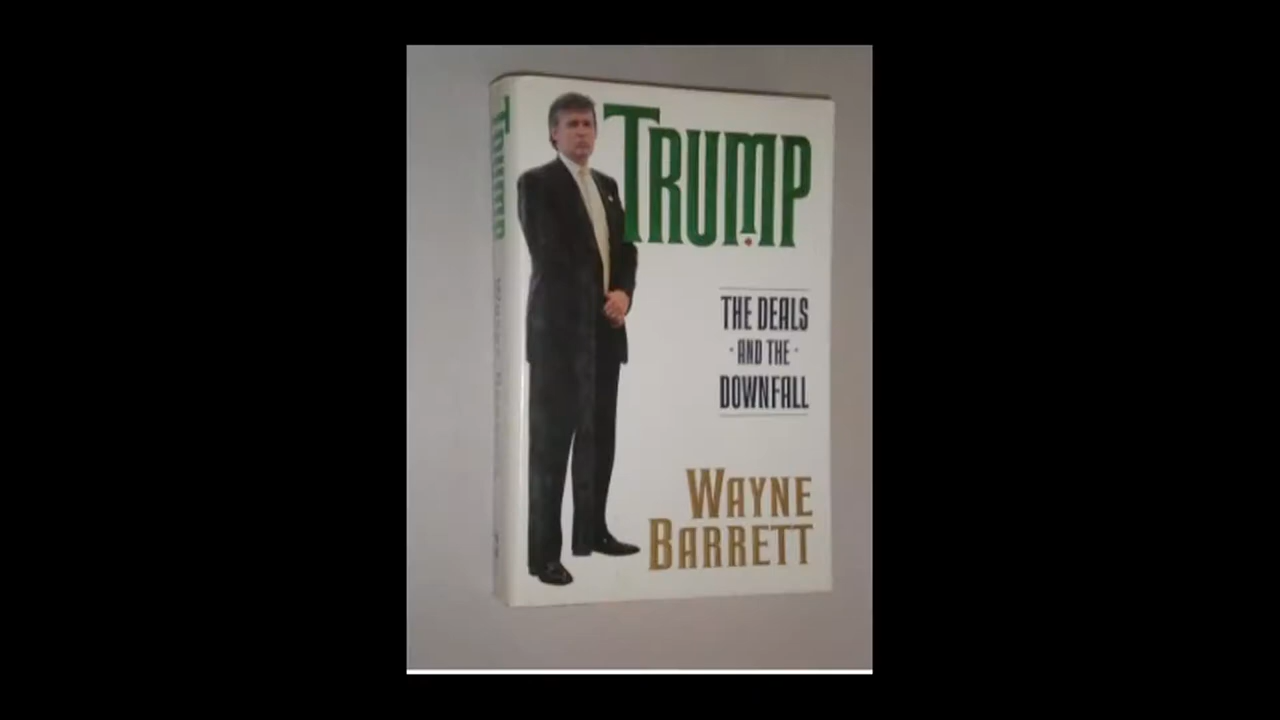 TRUMP
TRUMP
THE DEALS
• AND THE •
DOWNFALL
WAYNE
BARRETT